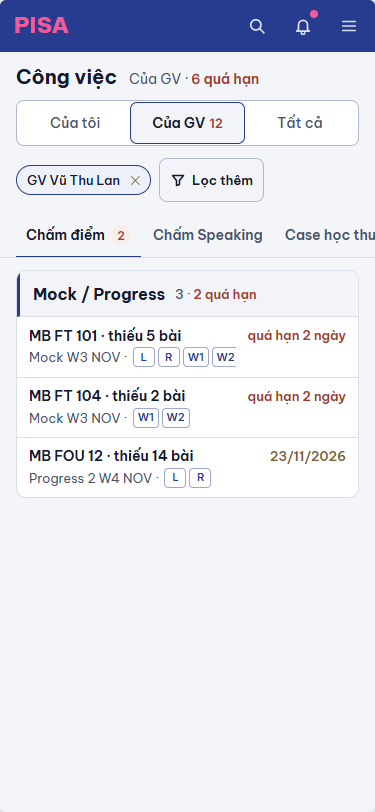 PISA
Công việc Của GV · 6 quá hạn
Của tôi Của GV 12 Tất cả
GV Vũ Thu Lan Lọc thêm
Chấm điểm 2 Chấm Speaking Case học thu
Mock / Progress 3 · 2 quá hạn
MB FT 101 · thiếu 5 bài quá hạn 2 ngày
Mock W3 NOV · L R W1 W2
MB FT 104 · thiếu 2 bài quá hạn 2 ngày
Mock W3 NOV · W1 W2
MB FOU 12 · thiếu 14 bài 23/11/2026
Progress 2 W4 NOV · L R